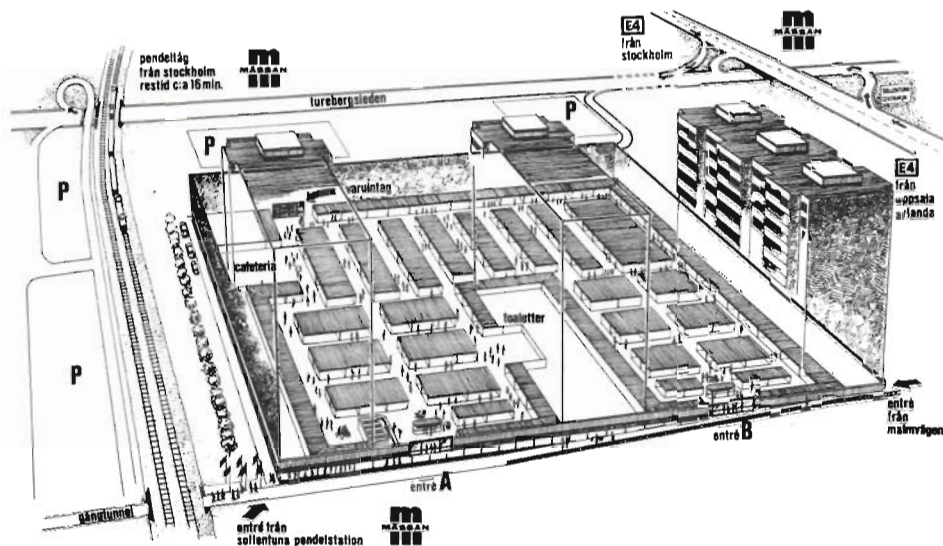 pendeltåg
från stockholm
restid c:a 16 min.
m
MÄSSAN
E4
från
stockholm
m
MÄSSAN
turebergsleden
P
P
P
P
E4
från
uppsala
arlanda
varuintag
cafeteria
toaletter
entré
från
malmvägen
entré B
entré A
gångtunnel
entré från
sollentuna pendelstation
m
MÄSSAN